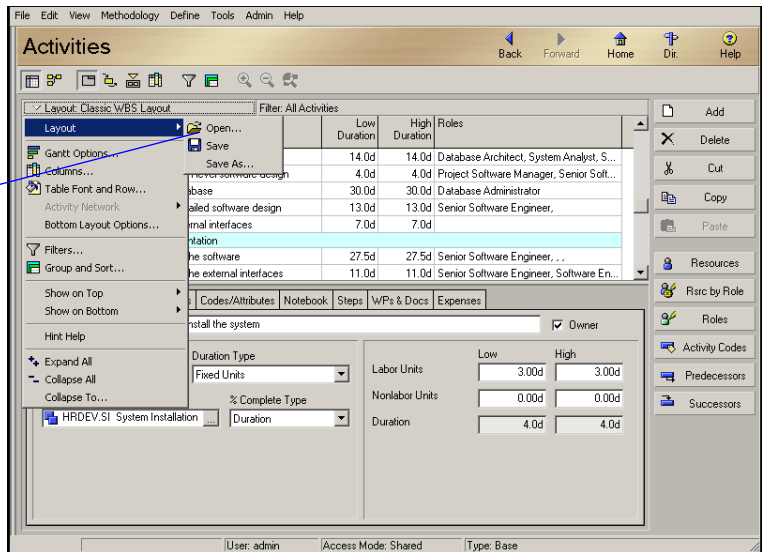 File Edit View Methodology Define Tools Admin Help
Activities
Back Forward Home Dir. Help
Layout: Classic WBS Layout Filter: All Activities
Low Duration High Duration Roles
14.0d 14.0d Database Architect, System Analyst, S...
design 4.0d 4.0d Project Software Manager, Senior Soft...
abase 30.0d 30.0d Database Administrator
ailed software design 13.0d 13.0d Senior Software Engineer,
rnal interfaces 7.0d 7.0d
ntation
he software 27.5d 27.5d Senior Software Engineer, , ,
he external interfaces 11.0d 11.0d Senior Software Engineer, Software En...
Layout
Open...
Save
Save As...
Gantt Options...
Columns...
Table Font and Row...
Activity Network
Bottom Layout Options...
Filters...
Group and Sort...
Show on Top
Show on Bottom
Hint Help
Expand All
Collapse All
Collapse To...
s Codes/Attributes Notebook Steps WPs & Docs Expenses
nstall the system Owner
Duration Type
Fixed Units
% Complete Type
HRDEV.SI System Installation ... Duration
Low High
Labor Units 3.00d 3.00d
Nonlabor Units 0.00d 0.00d
Duration 4.0d 4.0d
Add
Delete
Cut
Copy
Paste
Resources
Rsrc by Role
Roles
Activity Codes
Predecessors
Successors
User: admin Access Mode: Shared Type: Base